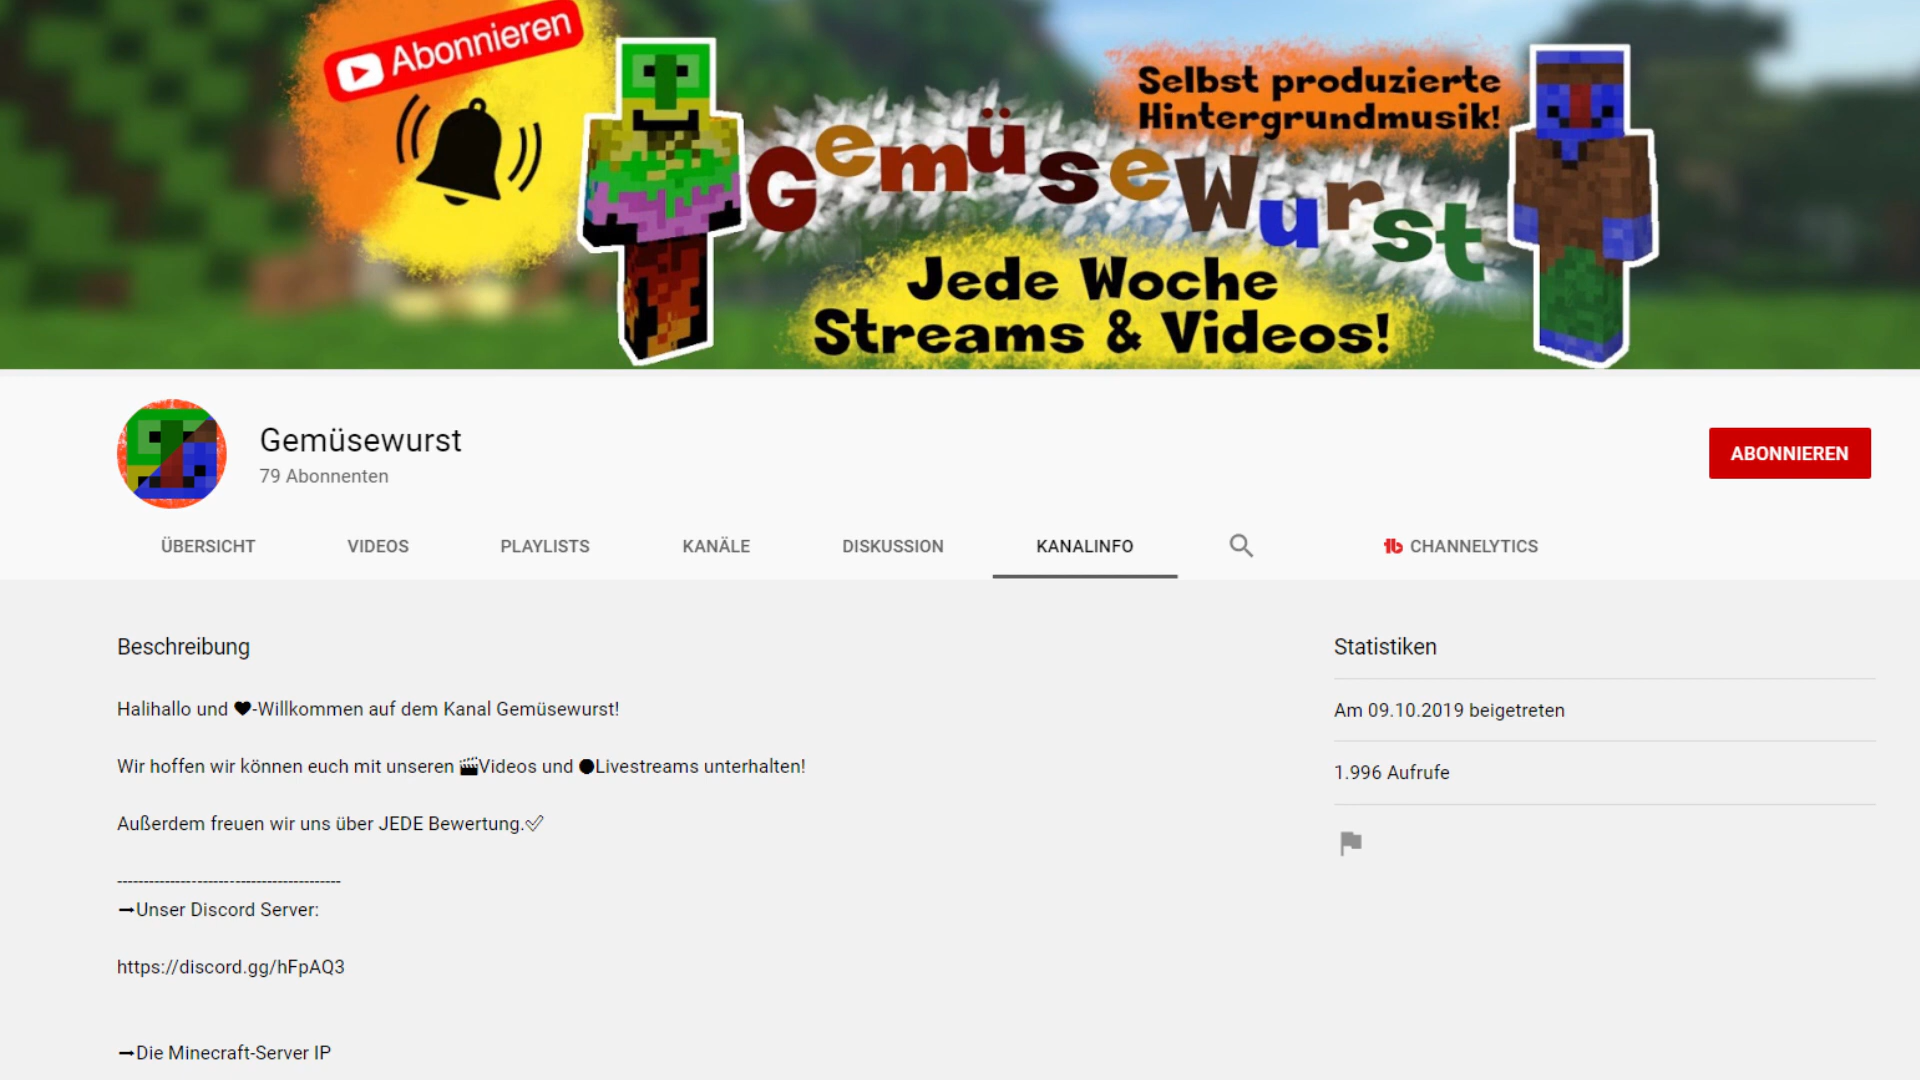 Abonnieren
Selbst produzierte
Hintergrundmusik!
GemüseWurst
Jede Woche
Streams & Videos!
Gemüsewurst
79 Abonnenten
ABONNIEREN
ÜBERSICHT
VIDEOS
PLAYLISTS
KANÄLE
DISKUSSION
KANALINFO
CHANNELYTICS
Beschreibung
Halihallo und ♥-Willkommen auf dem Kanal Gemüsewurst!
Wir hoffen wir können euch mit unseren 🎬Videos und ⚫Livestreams unterhalten!
Außerdem freuen wir uns über JEDE Bewertung.✅
-------------------------------------------
➞Unser Discord Server:
https://discord.gg/hFpAQ3
➞Die Minecraft-Server IP
Statistiken
Am 09.10.2019 beigetreten
1.996 Aufrufe